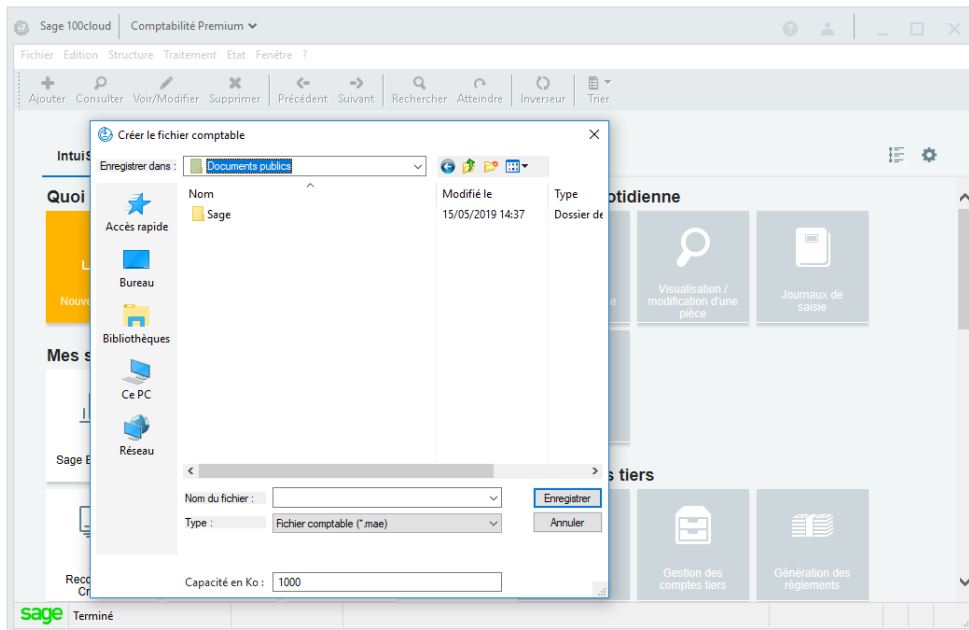 Sage 100cloud Comptabilité Premium
Fichier Edition Structure Traitement Etat Fenêtre ?
Ajouter Consulter Voir/Modifier Supprimer Précédent Suivant Rechercher Atteindre Inverseur Trier
Créer le fichier comptable
Enregistrer dans : Documents publics
Nom Modifié le Type
Sage 15/05/2019 14:37 Dossier de
Accès rapide
Bureau
Bibliothèques
Ce PC
Réseau
Nom du fichier : Enregistrer
Type : Fichier comptable (*.mae) Annuler
Capacité en Ko : 1000
Quoi
Mes s
Sage
Visualisation /
modification d'une
pièce
Journaux de
saisie
s tiers
Gestion des
comptes tiers
Génération des
règlements
sage Terminé